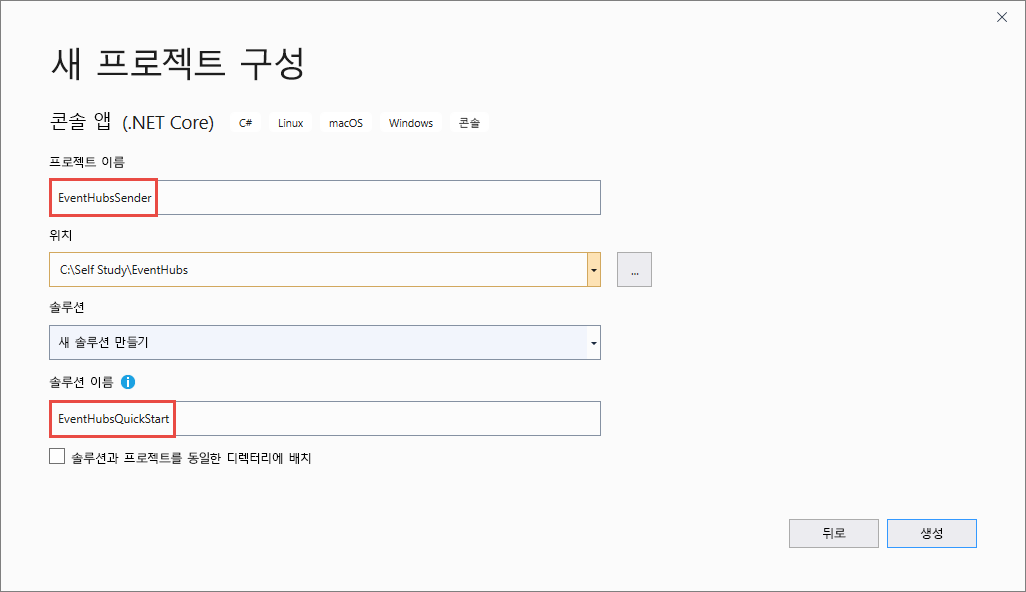 새 프로젝트 구성
콘솔 앱 (.NET Core) C# Linux macOS Windows 콘솔
프로젝트 이름
EventHubsSender
위치
C:\Self Study\EventHubs
...
솔루션
새 솔루션 만들기
솔루션 이름 i
EventHubsQuickStart
솔루션과 프로젝트를 동일한 디렉터리에 배치
뒤로 생성